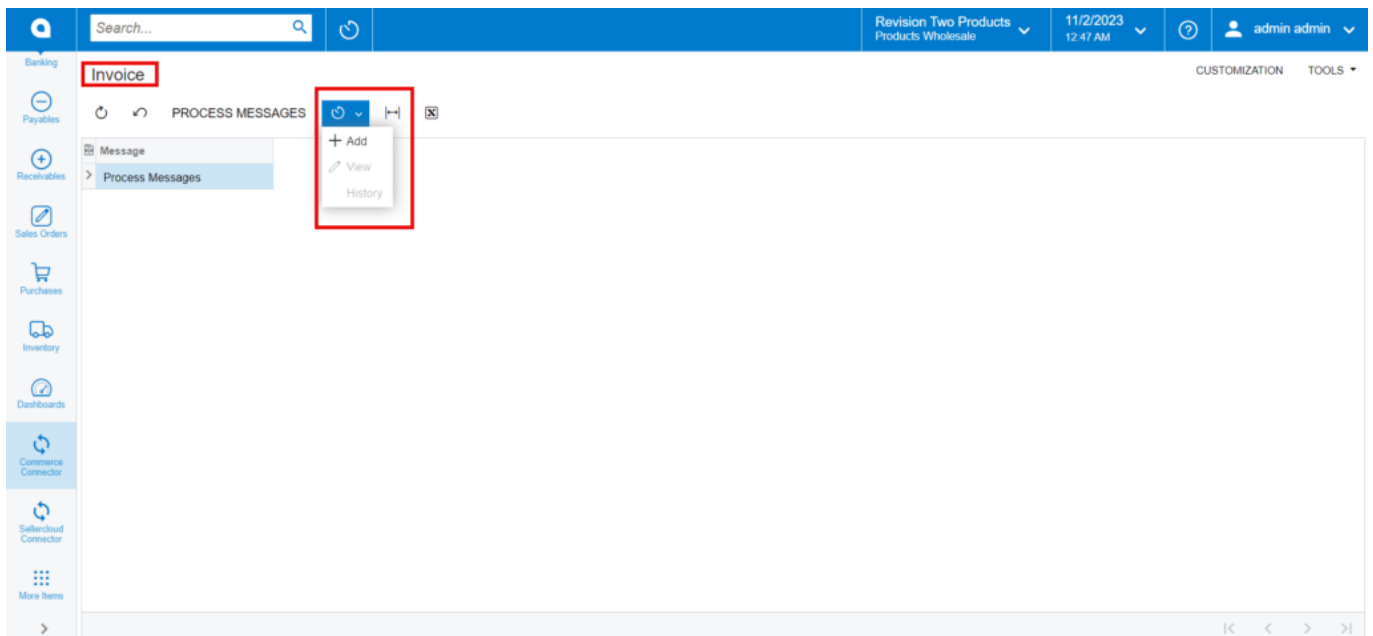 Search...
Revision Two Products
Products Wholesale
11/2/2023
12:47 AM
admin admin
Banking
Payables
Receivables
Sales Orders
Purchases
Inventory
Dashboards
Commerce
Connector
Sellercloud
Connector
More Items
Invoice
CUSTOMIZATION TOOLS
PROCESS MESSAGES
Add
View
History
Message
Process Messages